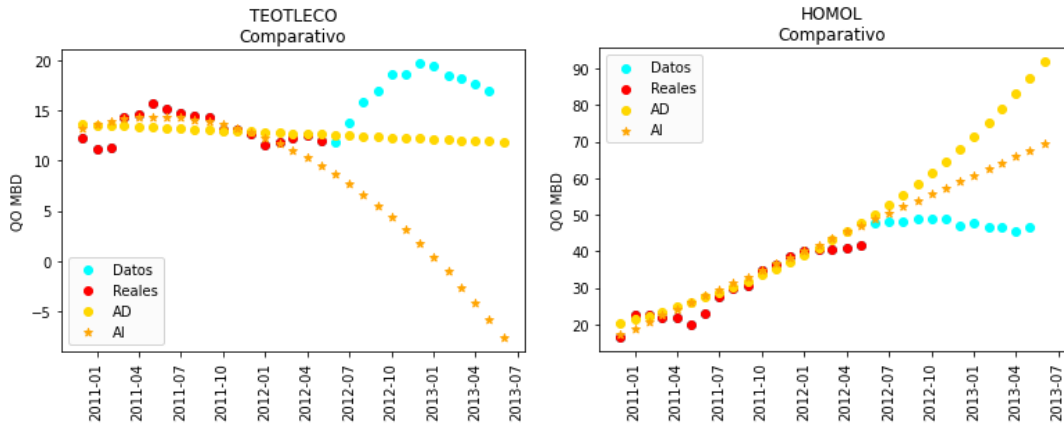 TEOTLECO
Comparativo
QO MBD
20
15
10
5
0
−5
Datos
Reales
AD
AI
2011-01
2011-04
2011-07
2011-10
2012-01
2012-04
2012-07
2012-10
2013-01
2013-04
2013-07
HOMOL
Comparativo
QO MBD
90
80
70
60
50
40
30
20
Datos
Reales
AD
AI
2011-01
2011-04
2011-07
2011-10
2012-01
2012-04
2012-07
2012-10
2013-01
2013-04
2013-07